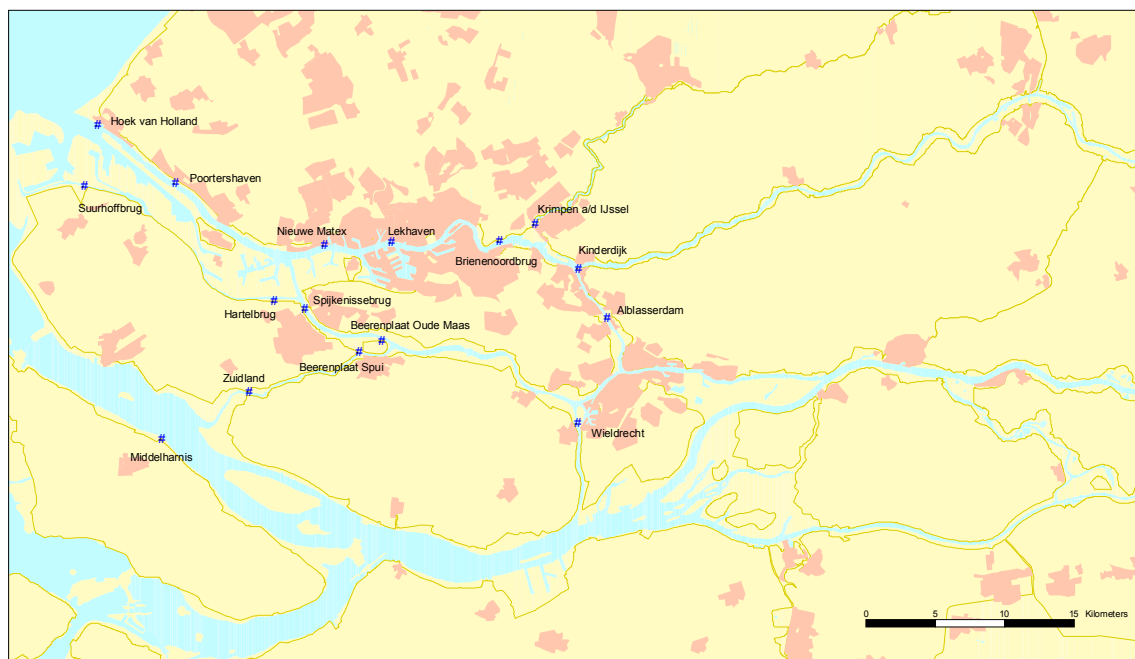 #
Hoek van Holland
#
Poortershaven
#
Suurhoffbrug
#
Krimpen a/d IJssel
Nieuwe Matex
#
Lekhaven
#
#
Brienenoordbrug
Kinderdijk
#
#
Hartelbrug
Spijkenissebrug
#
#
Alblasserdam
Beerenplaat Oude Maas
#
#
Beerenplaat Spui
Zuidland
#
#
Wieldrecht
#
Middelharnis
0 5 10 15 Kilometers